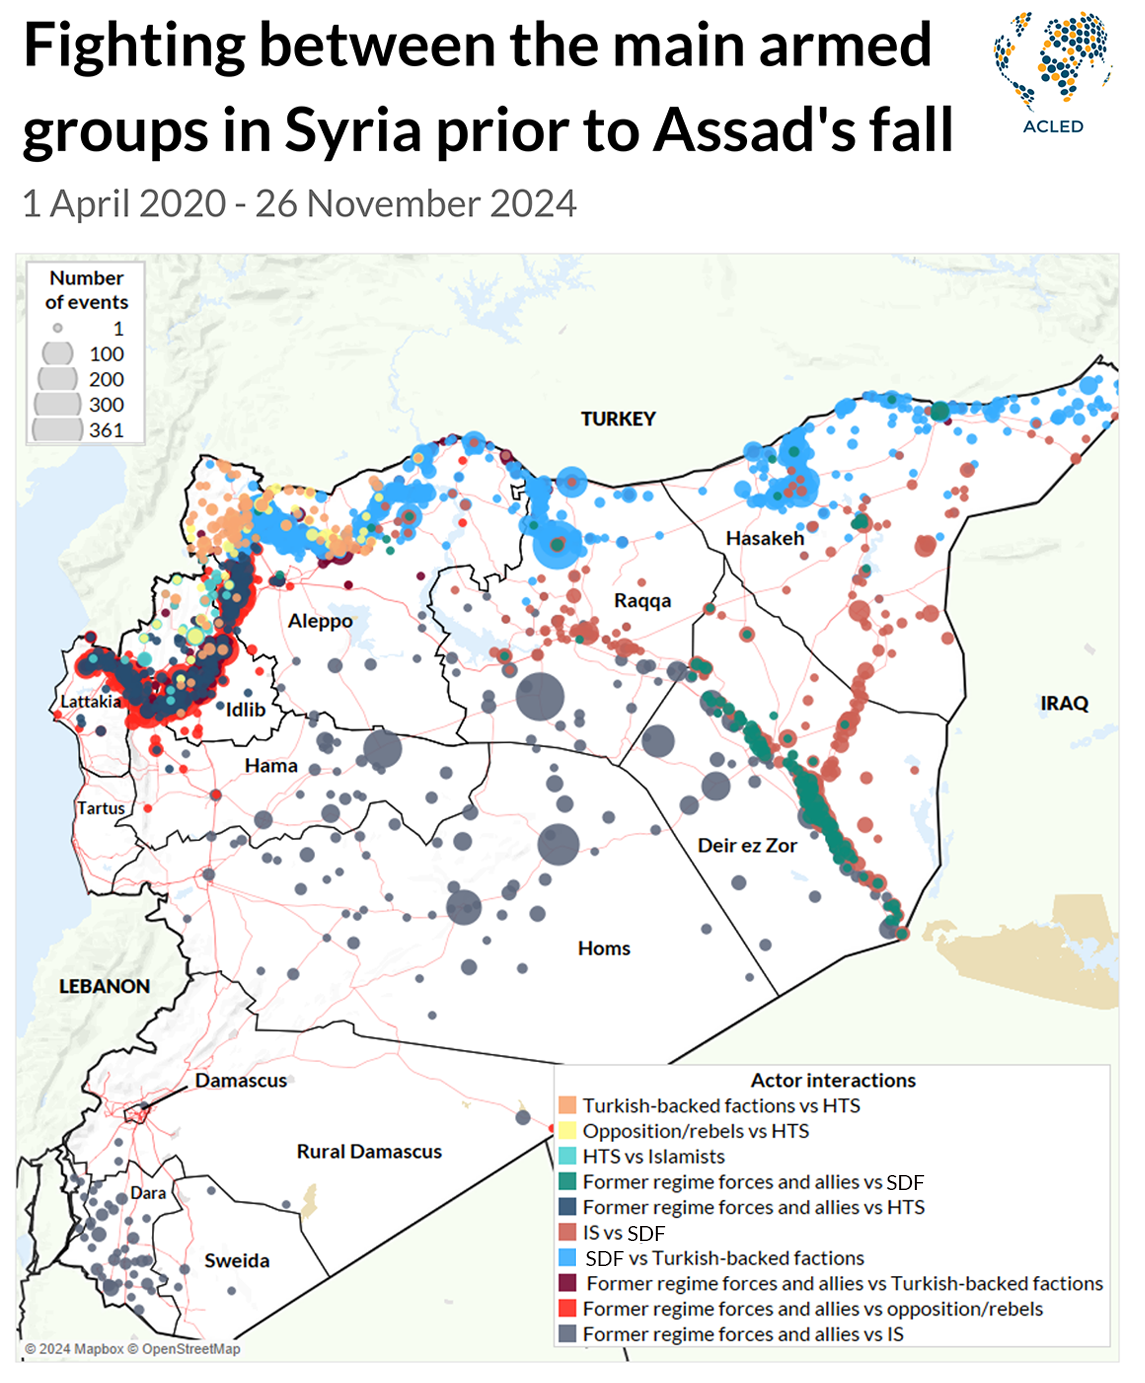 Fighting between the main armed
groups in Syria prior to Assad's fall
ACLED
1 April 2020 - 26 November 2024
Number
of events
1
100
200
300
361
TURKEY
Hasakeh
Raqqa
Aleppo
Lattakia
Idlib
IRAQ
Hama
Tartus
Deir ez Zor
Homs
LEBANON
Damascus
Rural Damascus
Dara
Sweida
Actor interactions
Turkish-backed factions vs HTS
Opposition/rebels vs HTS
HTS vs Islamists
Former regime forces and allies vs SDF
Former regime forces and allies vs HTS
IS vs SDF
SDF vs Turkish-backed factions
Former regime forces and allies vs Turkish-backed factions
Former regime forces and allies vs opposition/rebels
Former regime forces and allies vs IS
© 2024 Mapbox © OpenStreetMap